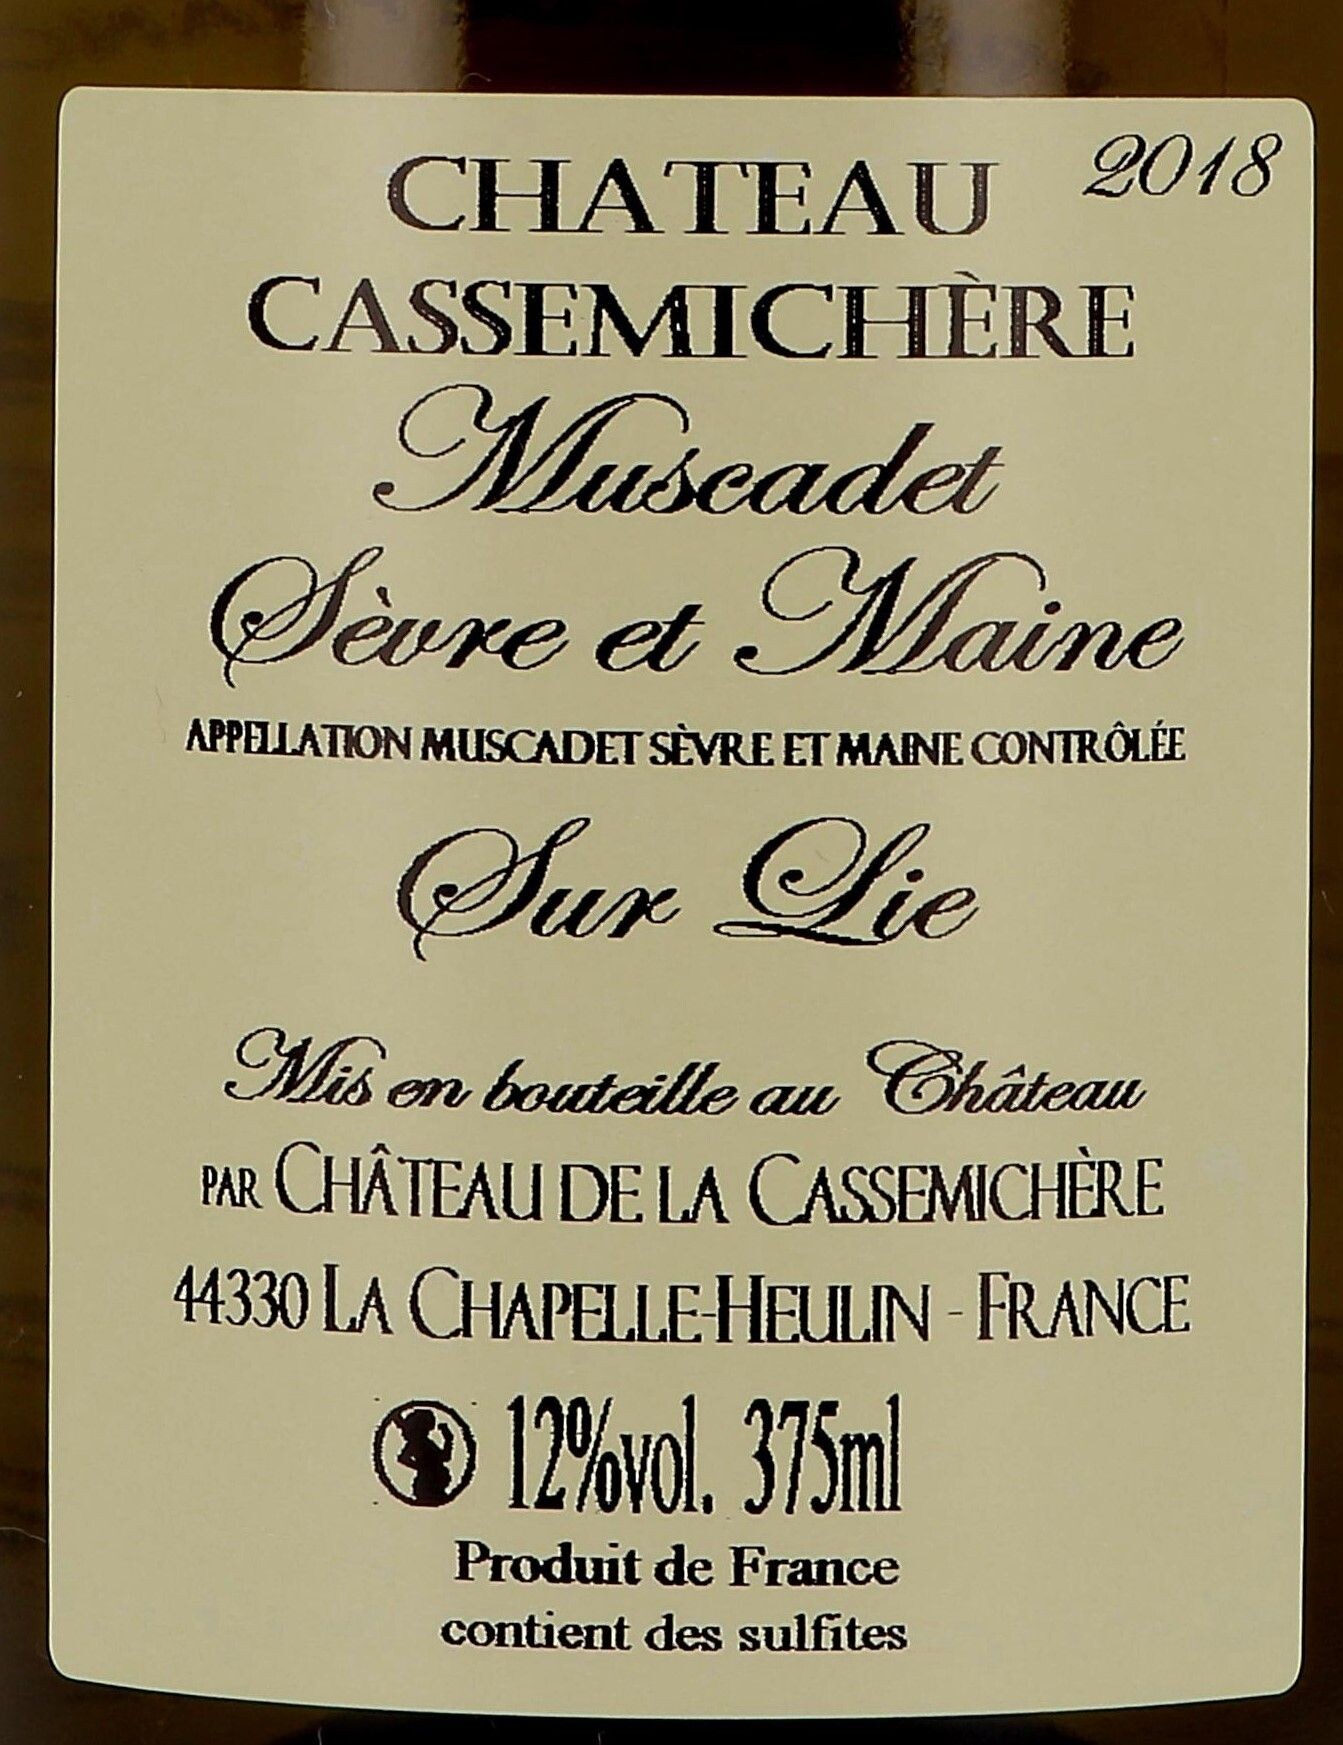 2018
CHATEAU
CASSEMICHÈRE
Muscadet
Sèvre et Maine
APPELLATION MUSCADET SÈVRE ET MAINE CONTRÔLÉE
Sur Lie
Mis en bouteille au Château
PAR CHÂTEAU DE LA CASSEMICHÈRE
44330 LA CHAPELLE-HEULIN - FRANCE
12%vol. 375ml
Produit de France
contient des sulfites